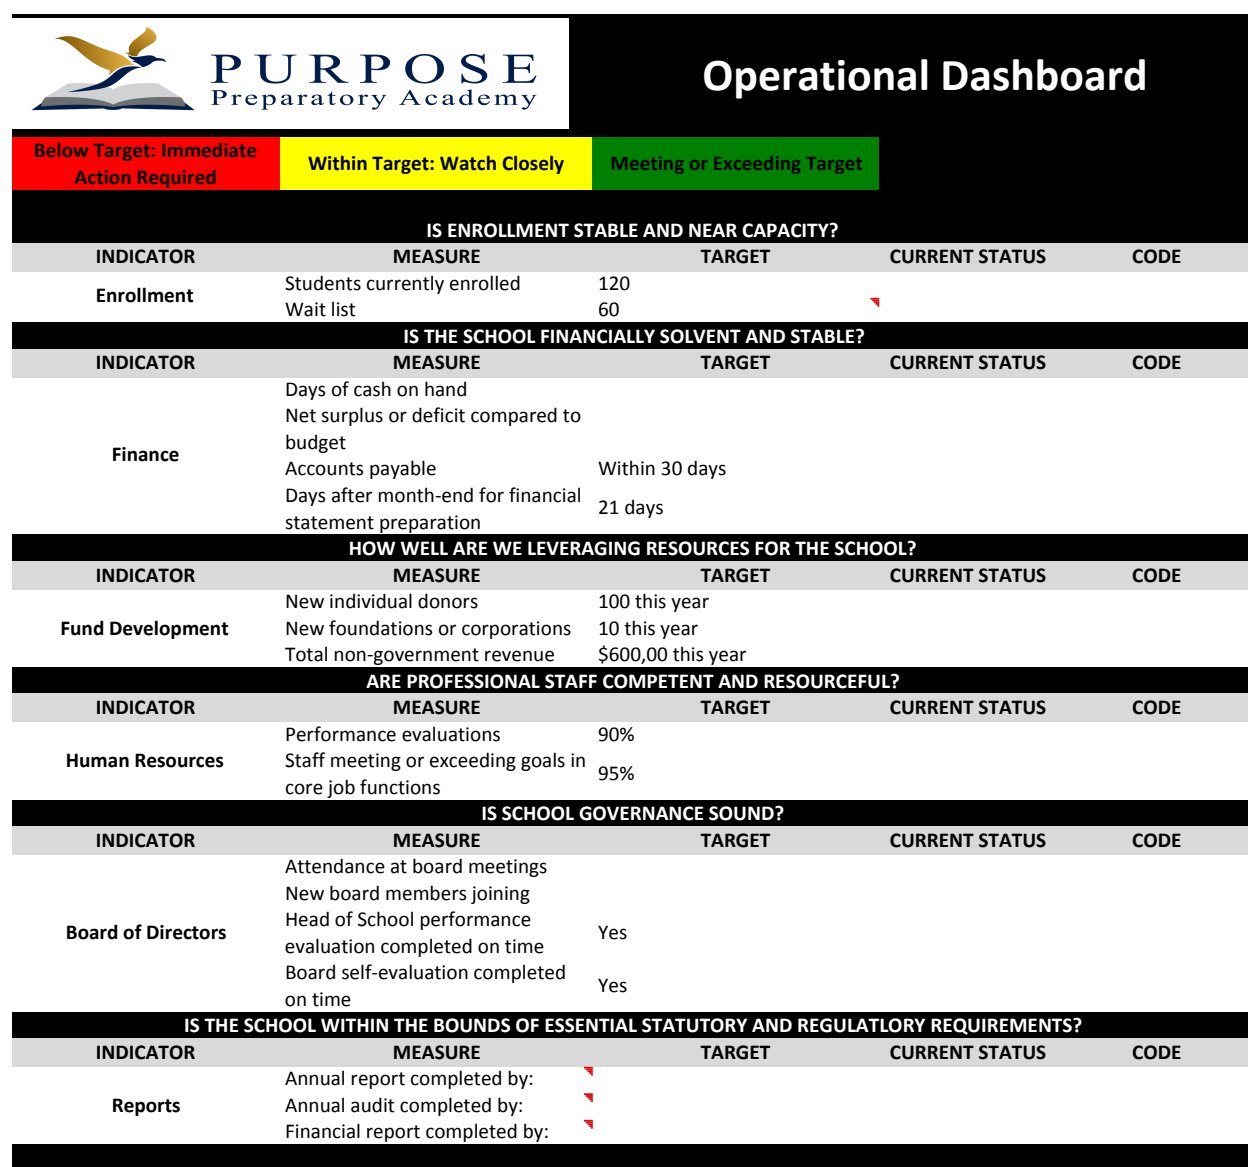 PURPOSE
Preparatory Academy
Operational Dashboard
Below Target: Immediate
Action Required
Within Target: Watch Closely
Meeting or Exceeding Target
IS ENROLLMENT STABLE AND NEAR CAPACITY?
INDICATOR MEASURE TARGET CURRENT STATUS CODE
Enrollment
Students currently enrolled 120
Wait list 60
IS THE SCHOOL FINANCIALLY SOLVENT AND STABLE?
INDICATOR MEASURE TARGET CURRENT STATUS CODE
Finance
Days of cash on hand
Net surplus or deficit compared to
budget
Accounts payable Within 30 days
Days after month-end for financial
statement preparation
21 days
HOW WELL ARE WE LEVERAGING RESOURCES FOR THE SCHOOL?
INDICATOR MEASURE TARGET CURRENT STATUS CODE
Fund Development
New individual donors 100 this year
New foundations or corporations 10 this year
Total non-government revenue $600,00 this year
ARE PROFESSIONAL STAFF COMPETENT AND RESOURCEFUL?
INDICATOR MEASURE TARGET CURRENT STATUS CODE
Human Resources
Performance evaluations 90%
Staff meeting or exceeding goals in
core job functions
95%
IS SCHOOL GOVERNANCE SOUND?
INDICATOR MEASURE TARGET CURRENT STATUS CODE
Board of Directors
Attendance at board meetings
New board members joining
Head of School performance
evaluation completed on time
Yes
Board self-evaluation completed
on time
Yes
IS THE SCHOOL WITHIN THE BOUNDS OF ESSENTIAL STATUTORY AND REGULATLORY REQUIREMENTS?
INDICATOR MEASURE TARGET CURRENT STATUS CODE
Reports
Annual report completed by:
Annual audit completed by:
Financial report completed by: